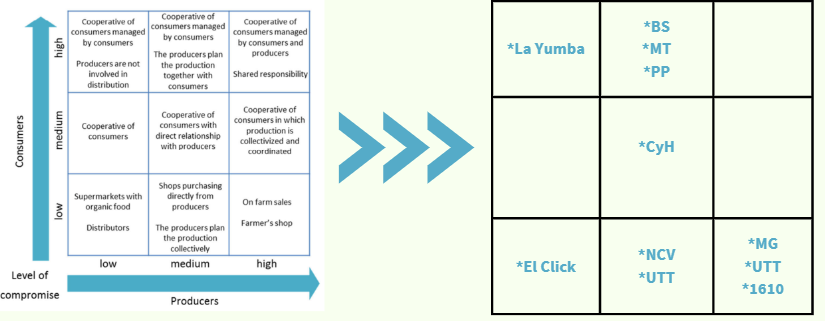 Consumers
high
Cooperative of
consumers managed
by consumers
Producers are not
involved in
distribution
Cooperative of
consumers managed
by consumers
The producers plan
the production
together with
consumers
Cooperative of
consumers managed
by consumers and
producers
Shared responsibility
medium
Cooperative of
consumers
Cooperative of
consumers with
direct relationship
with producers
Cooperative of
consumers in which
production is
collectivized and
coordinated
low
Supermarkets with
organic food
Distributors
Shops purchasing
directly from
producers
The producers plan
the production
collectively
On farm sales
Farmer's shop
low
medium
high
Level of
compromise
Producers
*La Yumba
*BS
*MT
*PP
*CyH
*El Click
*NCV
*UTT
*MG
*UTT
*1610